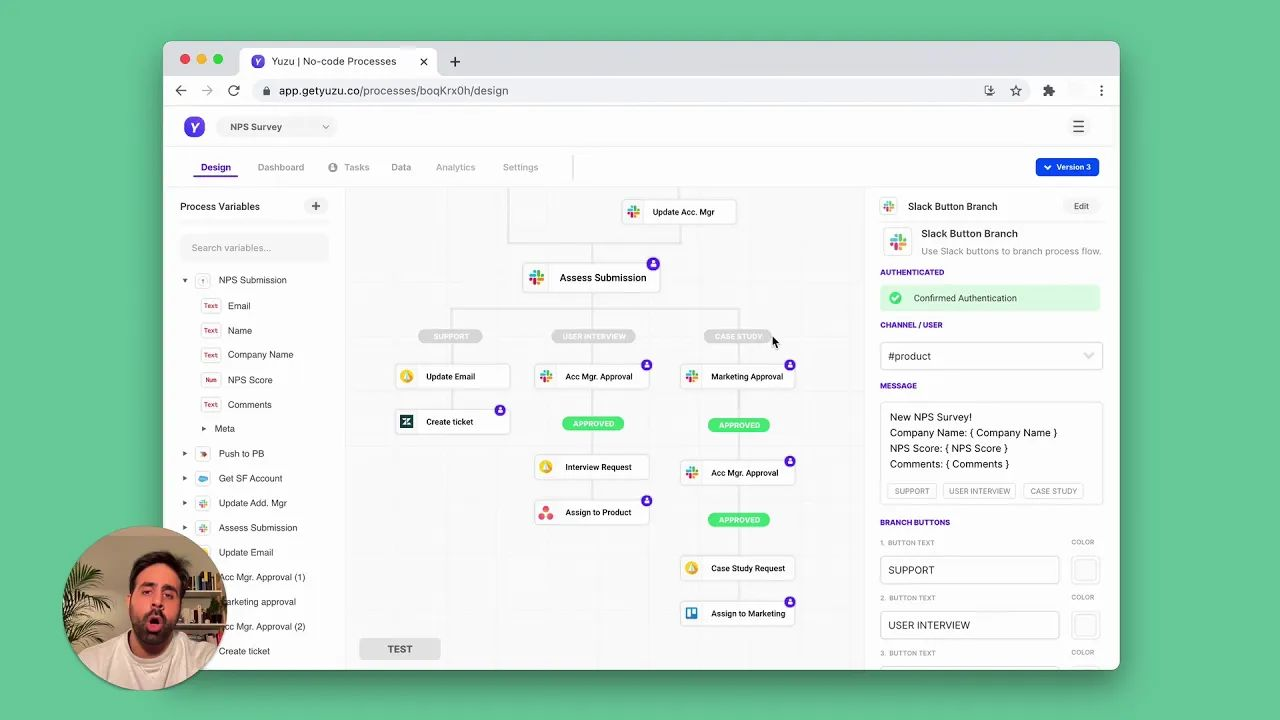 Yuzu | No-code Processes
app.getyuzu.co/processes/boqKrx0h/design
Y
NPS Survey
Design
Dashboard
Tasks
Data
Analytics
Settings
Version 3
Process Variables
Search variables...
NPS Submission
Text Email
Text Name
Text Company Name
Num NPS Score
Text Comments
Meta
Push to PB
Get SF Account
Update Add. Mgr
Assess Submission
Update Email
Acc Mgr. Approval (1)
arketing approval
cc Mgr. Approval (2)
Create ticket
Update Acc. Mgr
Assess Submission
SUPPORT
USER INTERVIEW
CASE STUDY
Update Email
Acc Mgr. Approval
Marketing Approval
Create ticket
APPROVED
APPROVED
Interview Request
Acc Mgr. Approval
Assign to Product
APPROVED
Case Study Request
Assign to Marketing
TEST
Slack Button Branch
Edit
Slack Button Branch
Use Slack buttons to branch process flow.
AUTHENTICATED
Confirmed Authentication
CHANNEL / USER
#product
MESSAGE
New NPS Survey!
Company Name: { Company Name }
NPS Score: { NPS Score }
Comments: { Comments }
SUPPORT
USER INTERVIEW
CASE STUDY
BRANCH BUTTONS
1. BUTTON TEXT
COLOR
SUPPORT
2. BUTTON TEXT
COLOR
USER INTERVIEW
3. BUTTON TEXT
COLOR